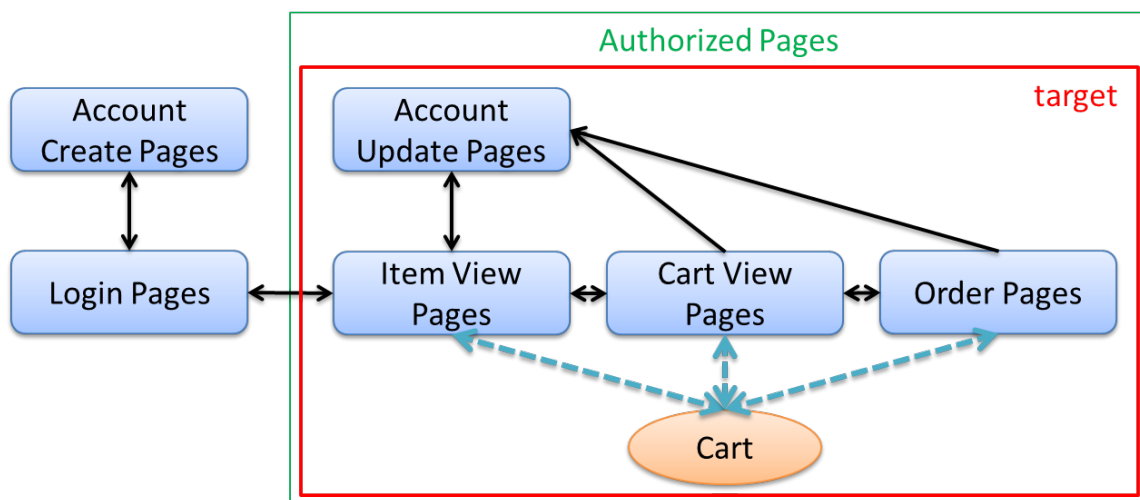 Authorized Pages
target
Account
Create Pages
Account
Update Pages
Login Pages
Item View
Pages
Cart View
Pages
Order Pages
Cart